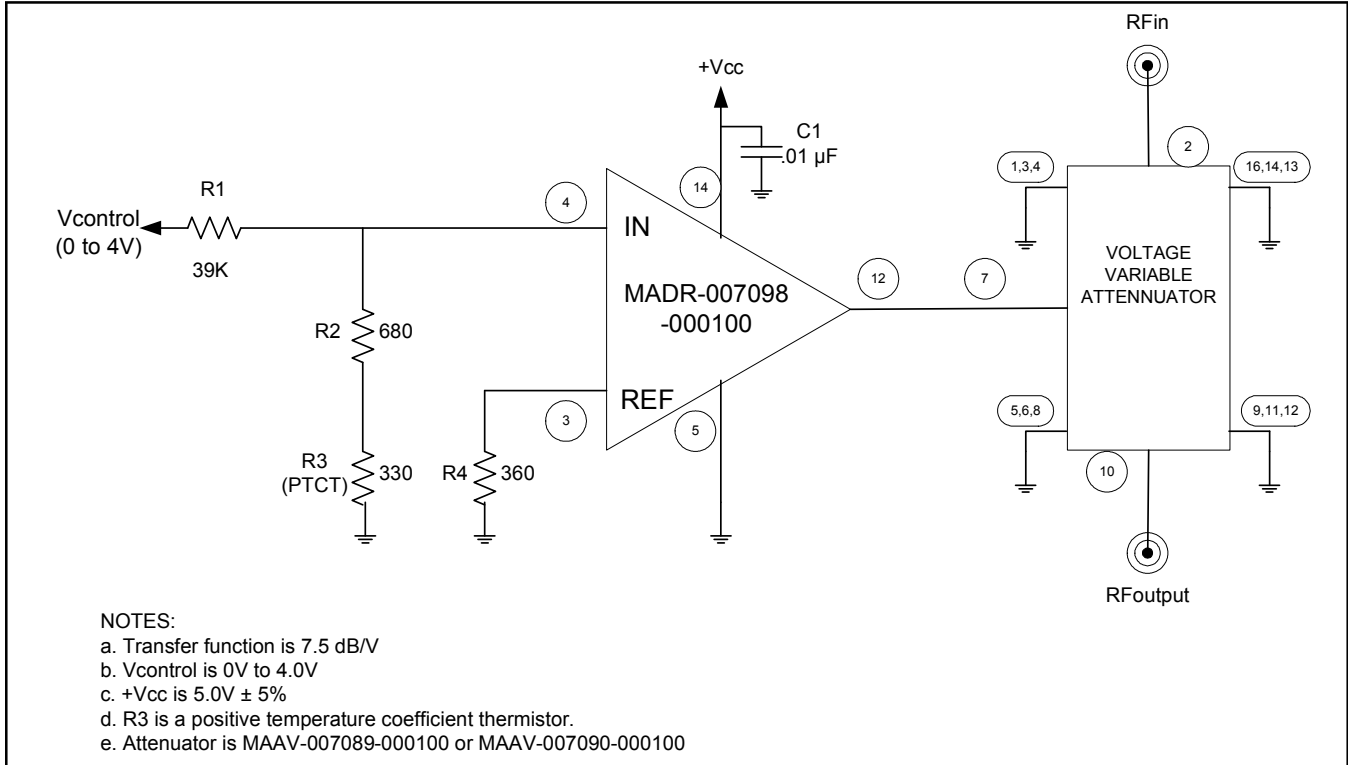 RFin
+Vcc
C1
.01 µF
2
1,3,4
16,14,13
14
R1
4
Vcontrol
(0 to 4V)
39K
IN
VOLTAGE
VARIABLE
ATTENNUATOR
12
7
MADR-007098
-000100
R2
680
REF
3
5
5,6,8
9,11,12
R3
(PTCT)
330
R4
360
10
RFoutput
NOTES:
a. Transfer function is 7.5 dB/V
b. Vcontrol is 0V to 4.0V
c. +Vcc is 5.0V ± 5%
d. R3 is a positive temperature coefficient thermistor.
e. Attenuator is MAAV-007089-000100 or MAAV-007090-000100